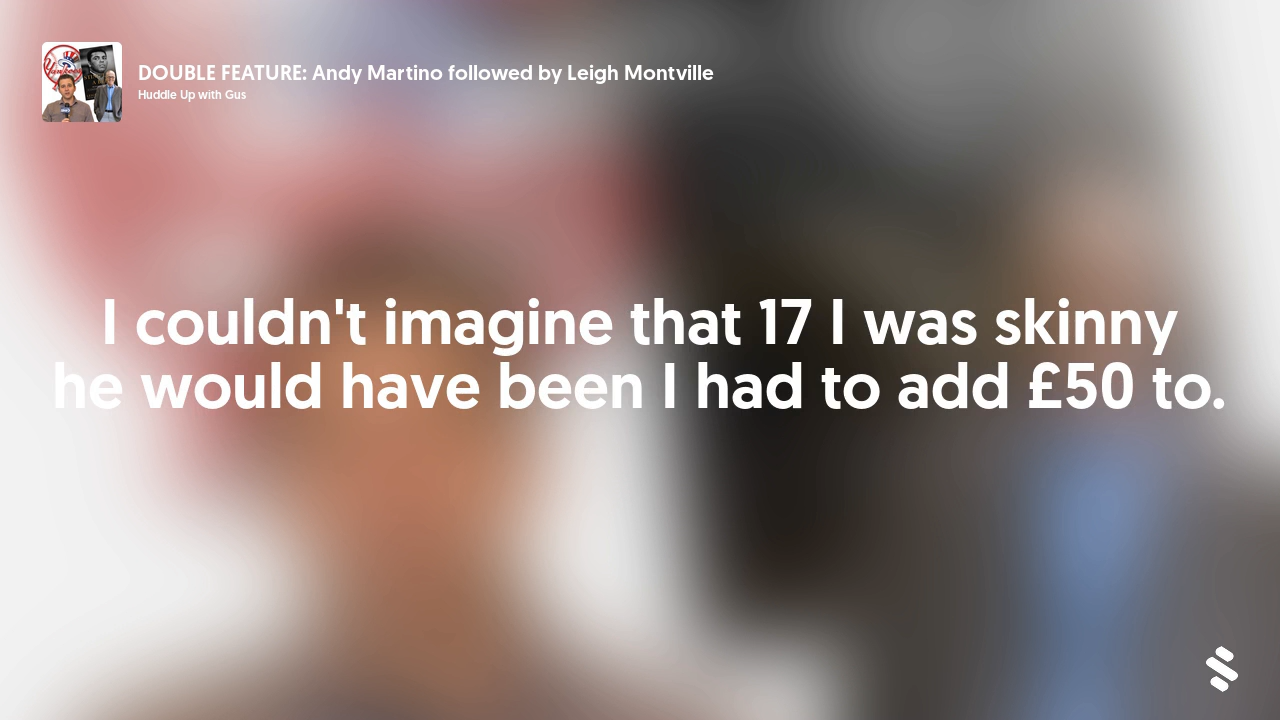 DOUBLE FEATURE: Andy Martino followed by Leigh Montville
Huddle Up with Gus
I couldn't imagine that 17 I was skinny
he would have been I had to add £50 to.